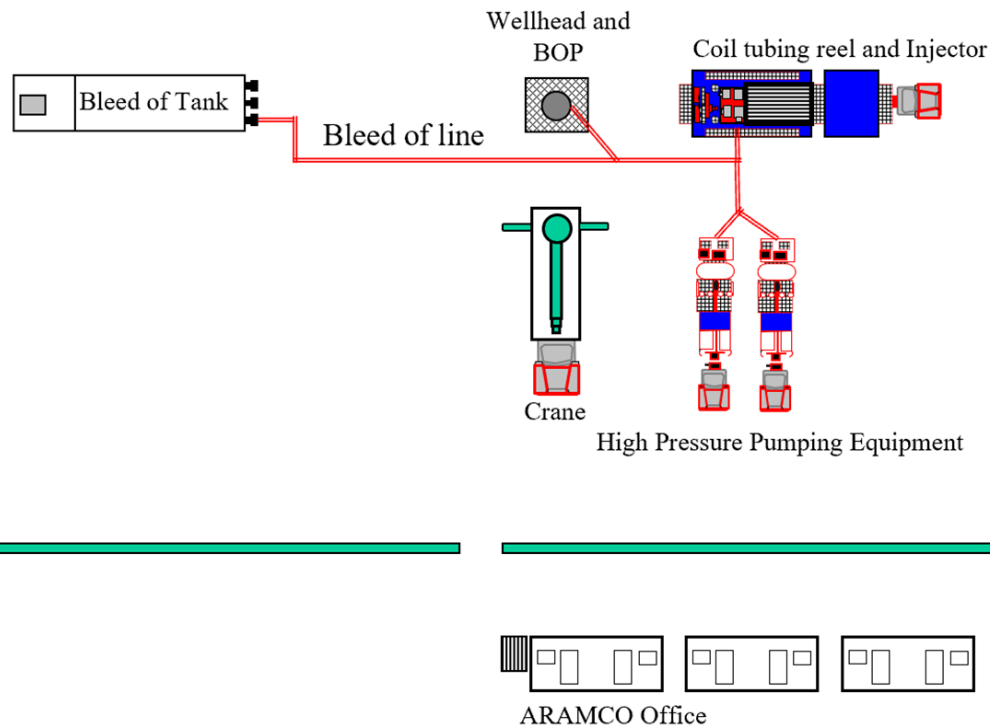 Wellhead and
BOP
Coil tubing reel and Injector
Bleed of Tank
Bleed of line
Crane
High Pressure Pumping Equipment
ARAMCO Office